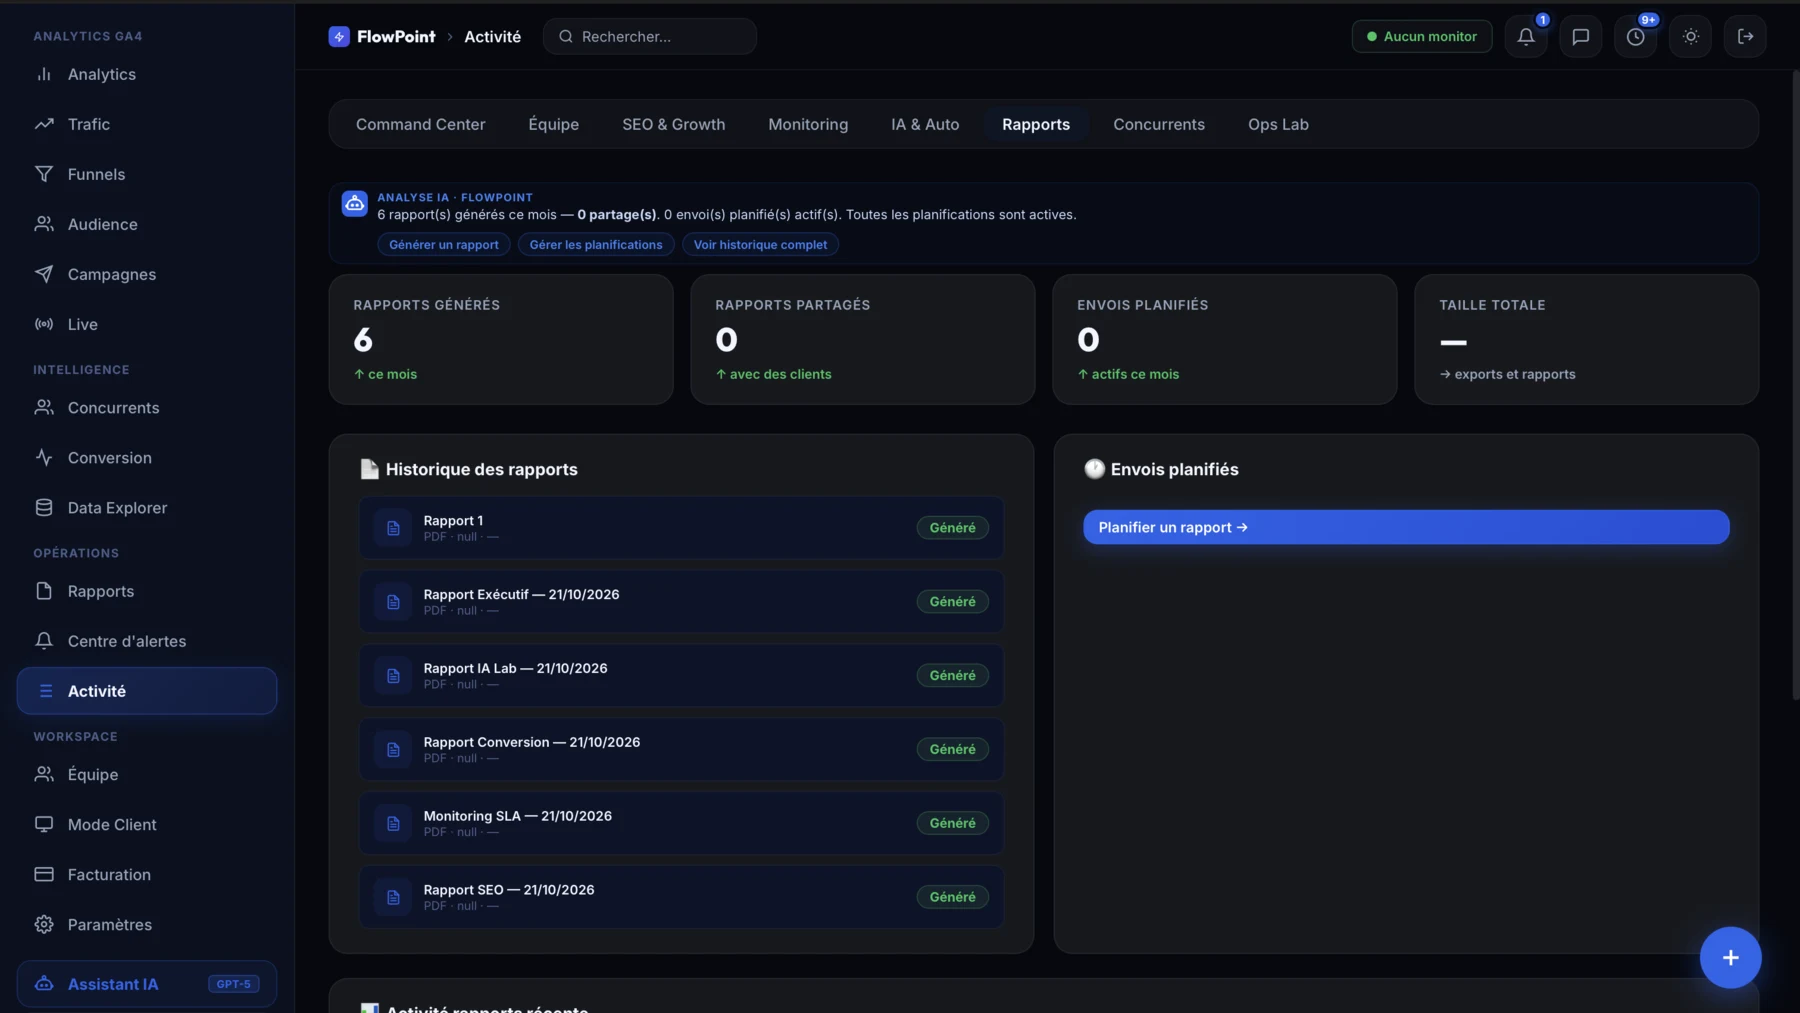 ANALYTICS GA4
Analytics
Trafic
Funnels
Audience
Campagnes
Live
INTELLIGENCE
Concurrents
Conversion
Data Explorer
OPÉRATIONS
Rapports
Centre d'alertes
Activité
WORKSPACE
Équipe
Mode Client
Facturation
Paramètres
Assistant IA GPT-5
FlowPoint › Activité Rechercher... Aucun monitor 1 9+
Command Center Équipe SEO & Growth Monitoring IA & Auto Rapports Concurrents Ops Lab
ANALYSE IA · FLOWPOINT
6 rapport(s) générés ce mois — 0 partage(s). 0 envoi(s) planifié(s) actif(s). Toutes les planifications sont actives.
Générer un rapport Gérer les planifications Voir historique complet
RAPPORTS GÉNÉRÉS
6
↑ ce mois
RAPPORTS PARTAGÉS
0
↑ avec des clients
ENVOIS PLANIFIÉS
0
↑ actifs ce mois
TAILLE TOTALE
—
→ exports et rapports
Historique des rapports
Rapport 1
PDF · null · —
Généré
Rapport Exécutif — 21/10/2026
PDF · null · —
Généré
Rapport IA Lab — 21/10/2026
PDF · null · —
Généré
Rapport Conversion — 21/10/2026
PDF · null · —
Généré
Monitoring SLA — 21/10/2026
PDF · null · —
Généré
Rapport SEO — 21/10/2026
PDF · null · —
Généré
Envois planifiés
Planifier un rapport →
+
Activité rapports récents